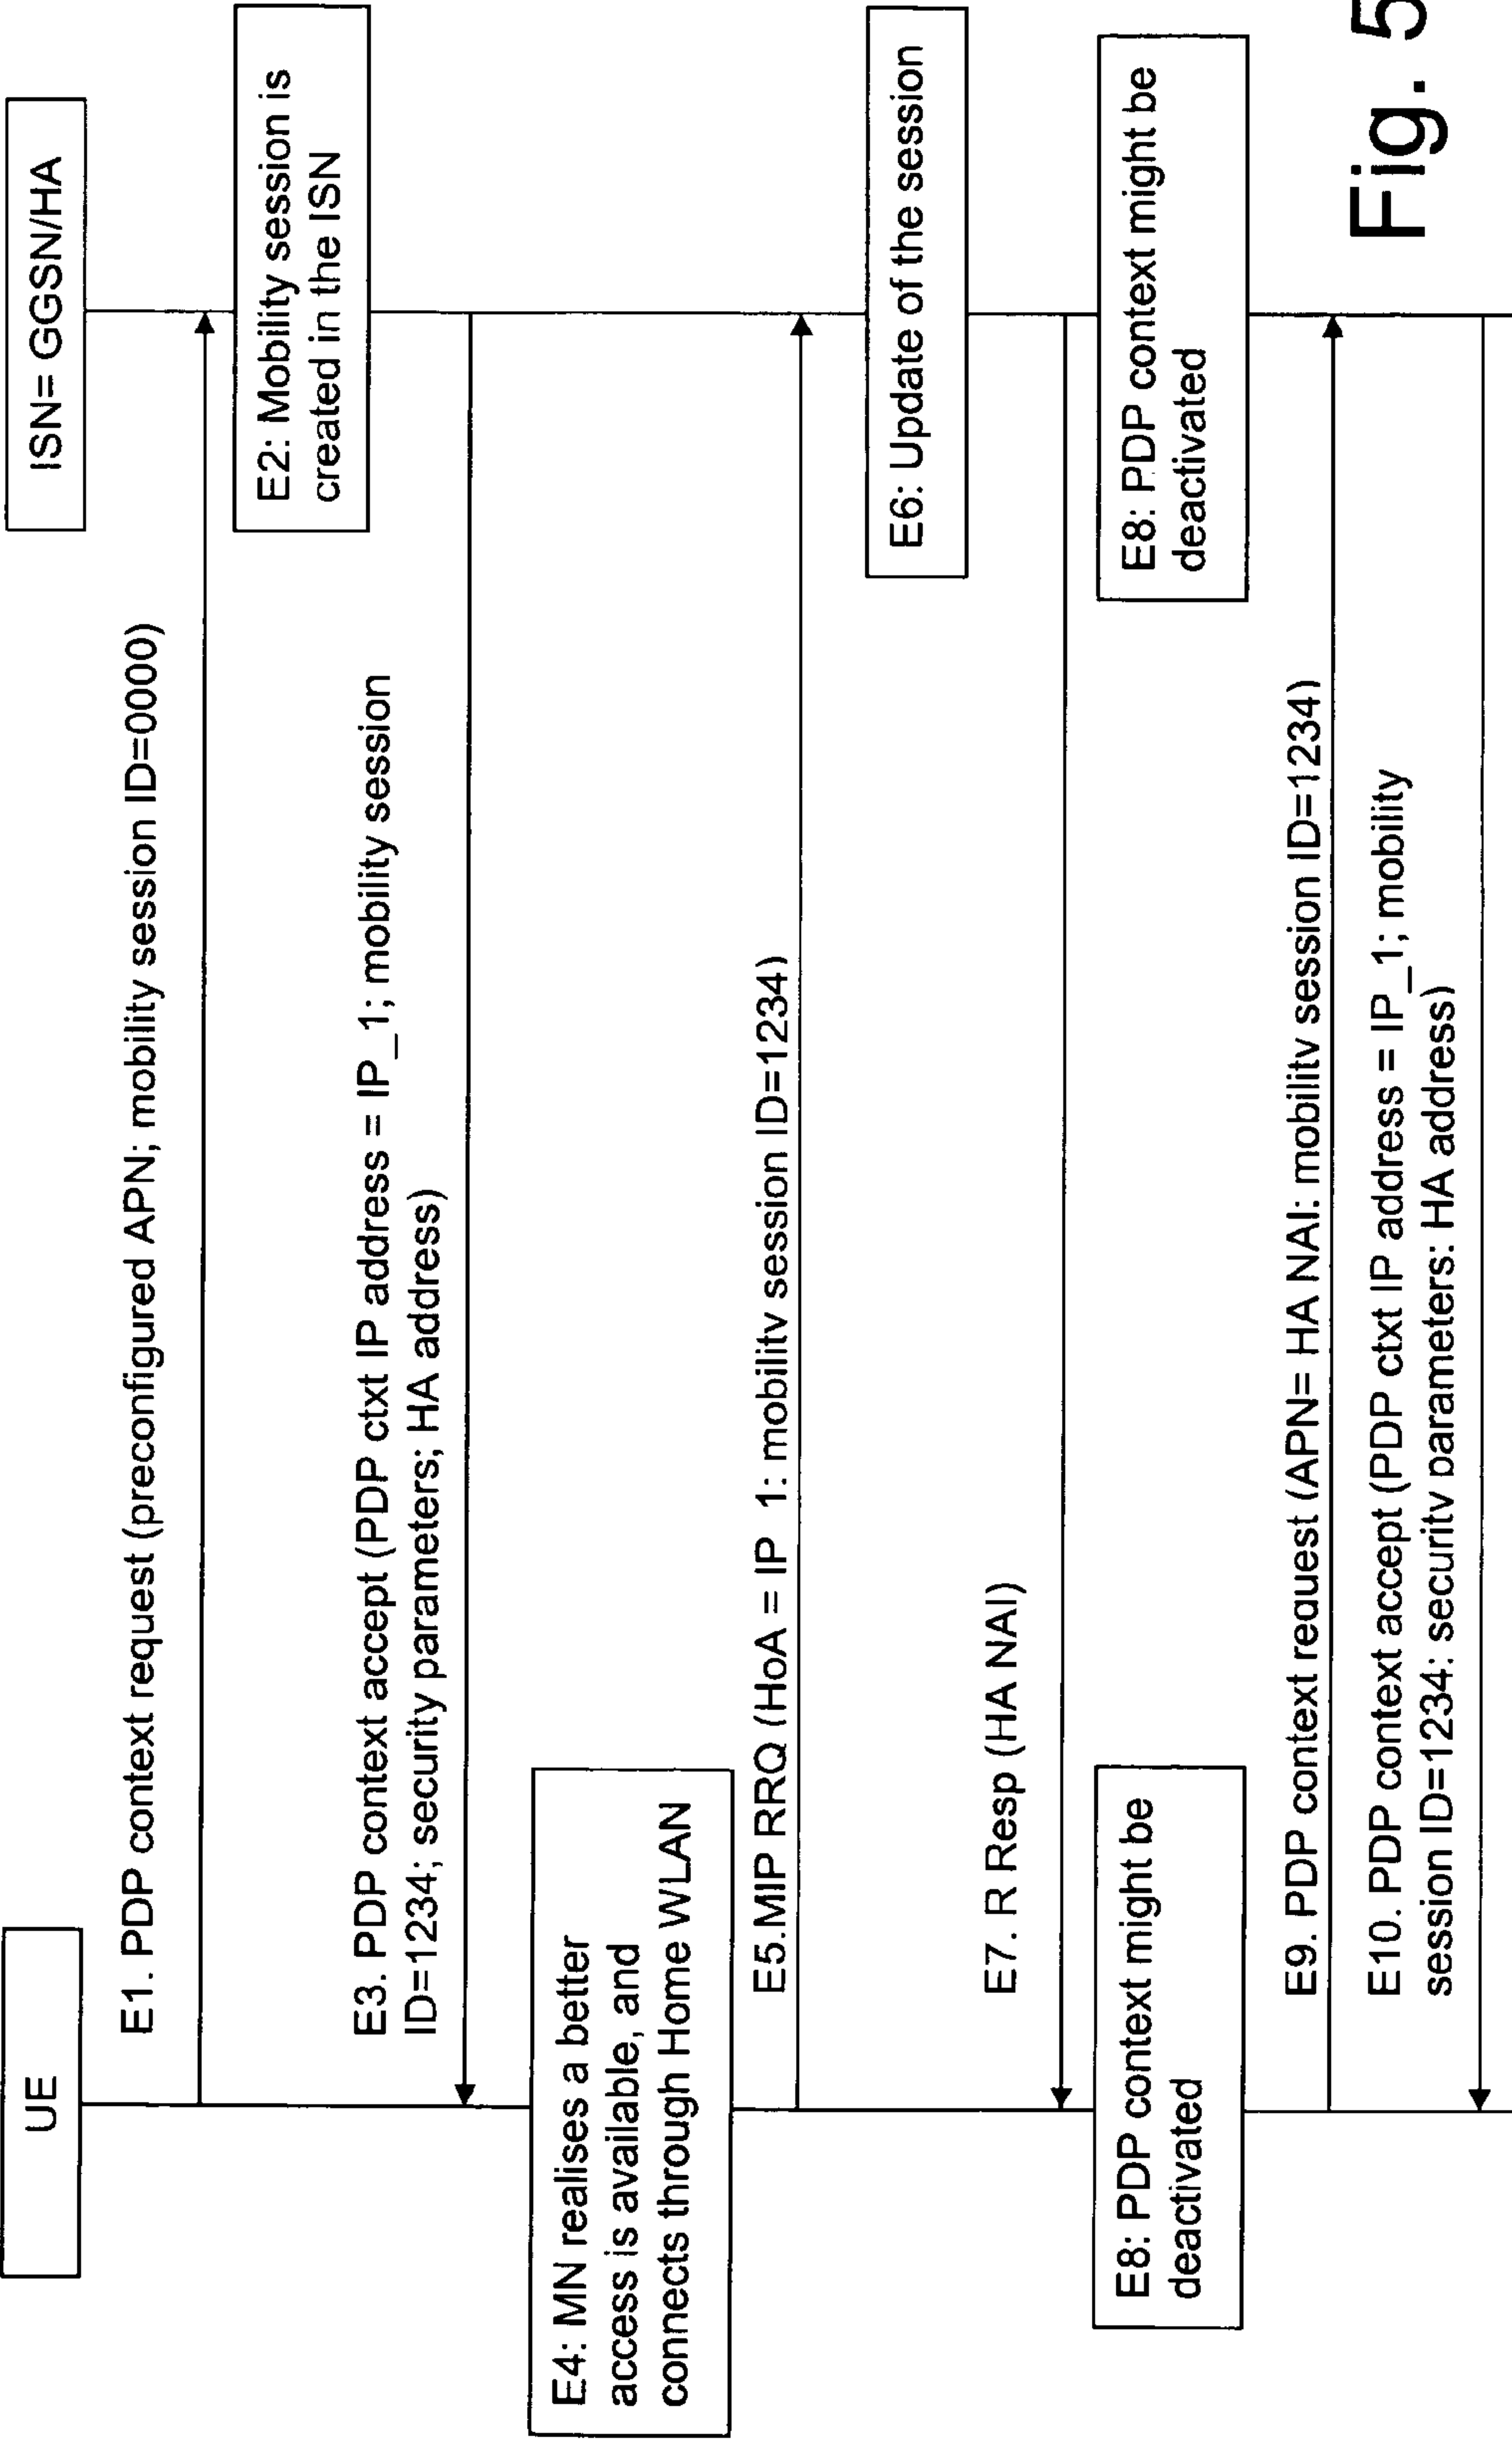 UE
ISN= GGSN/HA
E1. PDP context request (preconfigured APN; mobility session ID=0000)
E2: Mobility session is
created in the ISN
E3. PDP context accept (PDP ctxt IP address = IP_1; mobility session
ID=1234; security parameters; HA address)
E4: MN realises a better
access is available, and
connects through Home WLAN
E5.MIP RRQ (HoA = IP 1: mobility session ID=1234)
E6: Update of the session
E7. R Resp (HA NAI)
E8: PDP context might be
deactivated
E8: PDP context might be
deactivated
E9. PDP context request (APN= HA NAI: mobility session ID=1234)
E10. PDP context accept (PDP ctxt IP address = IP_1; mobility
session ID=1234: security parameters: HA address)
Fig. 5